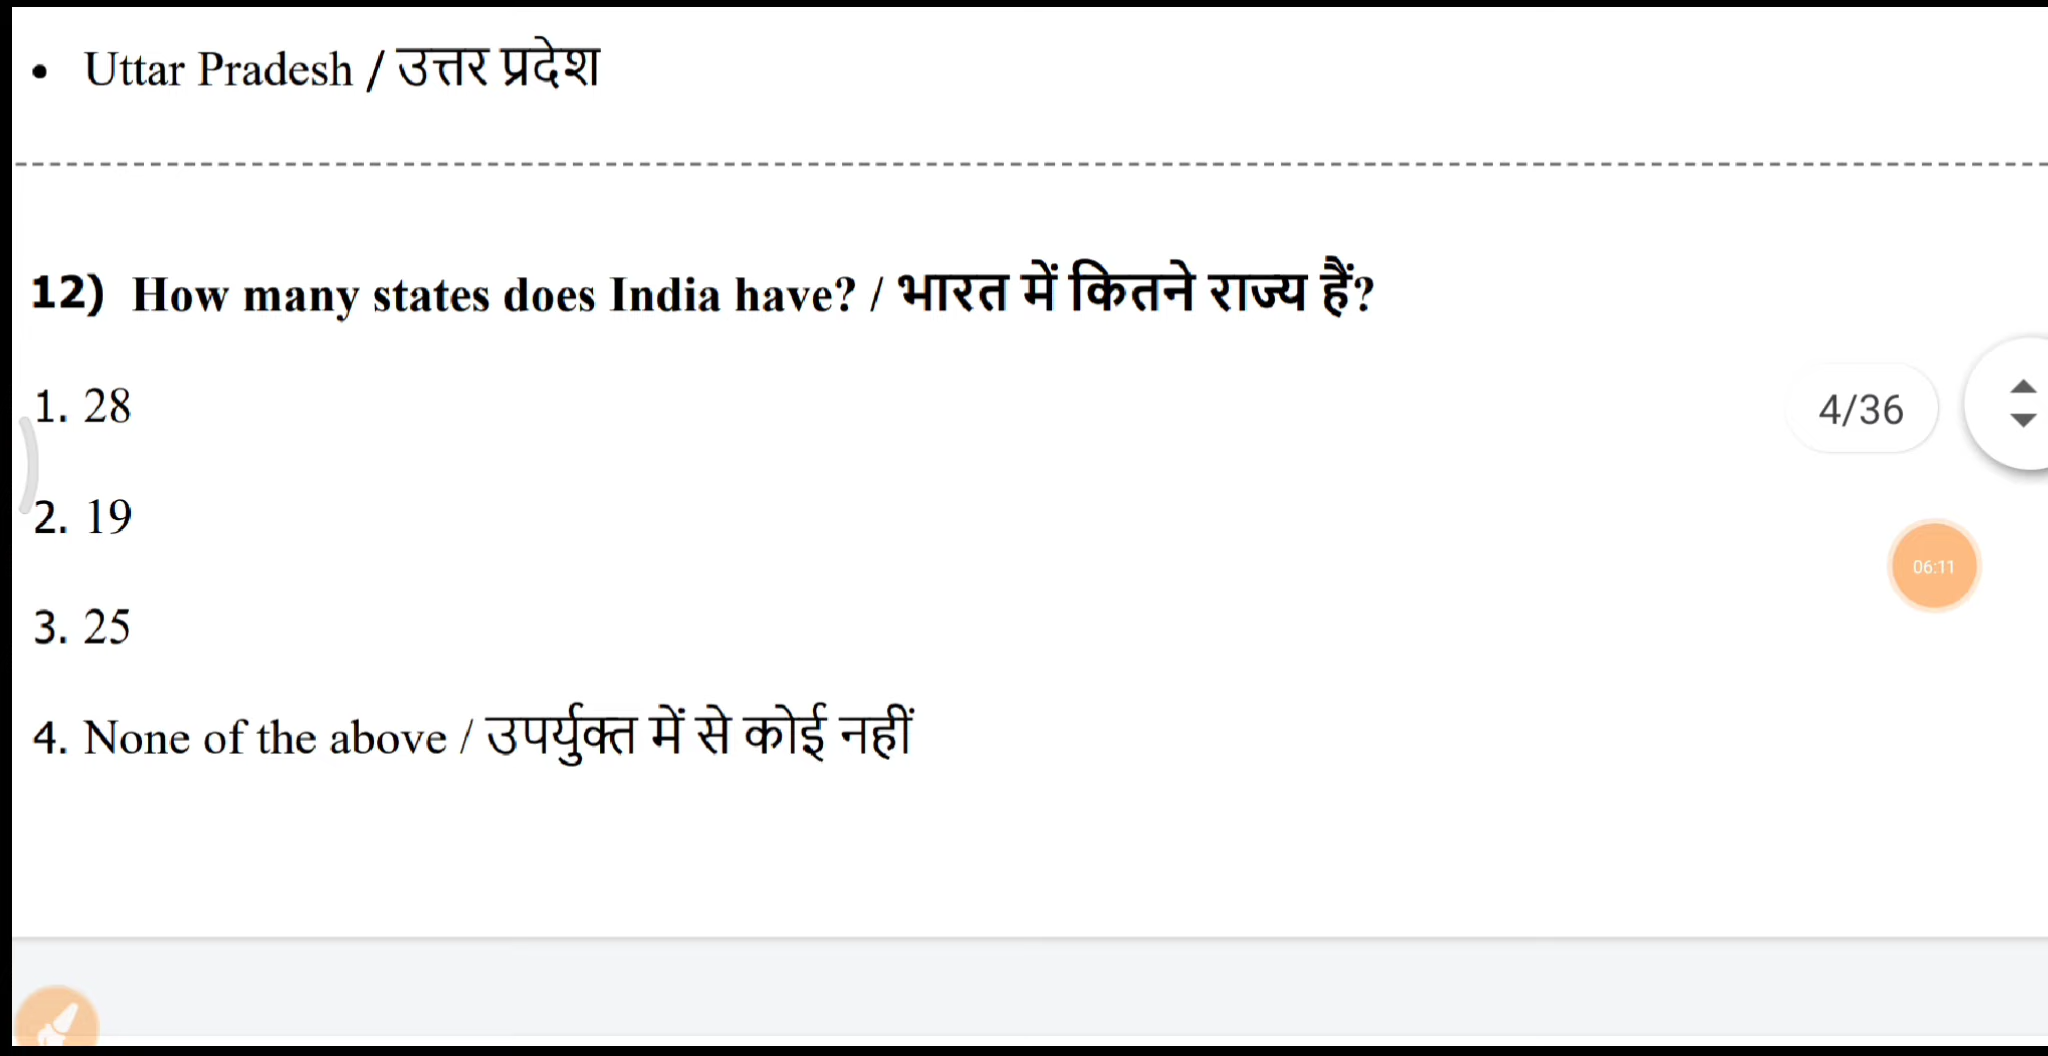 • Uttar Pradesh / उत्तर प्रदेश
12) How many states does India have? / भारत में कितने राज्य हैं?
1. 28
4/36
2. 19
06:11
3. 25
4. None of the above / उपर्युक्त में से कोई नहीं